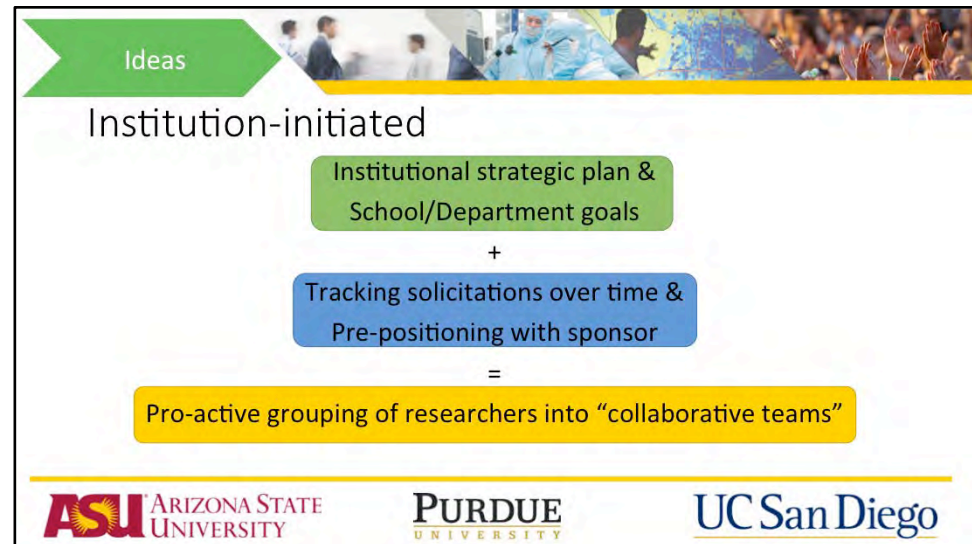 Ideas
Institution-initiated
Institutional strategic plan &
School/Department goals
+
Tracking solicitations over time &
Pre-positioning with sponsor
=
Pro-active grouping of researchers into “collaborative teams”
ASU ARIZONA STATE
UNIVERSITY
PURDUE
UNIVERSITY
UC San Diego